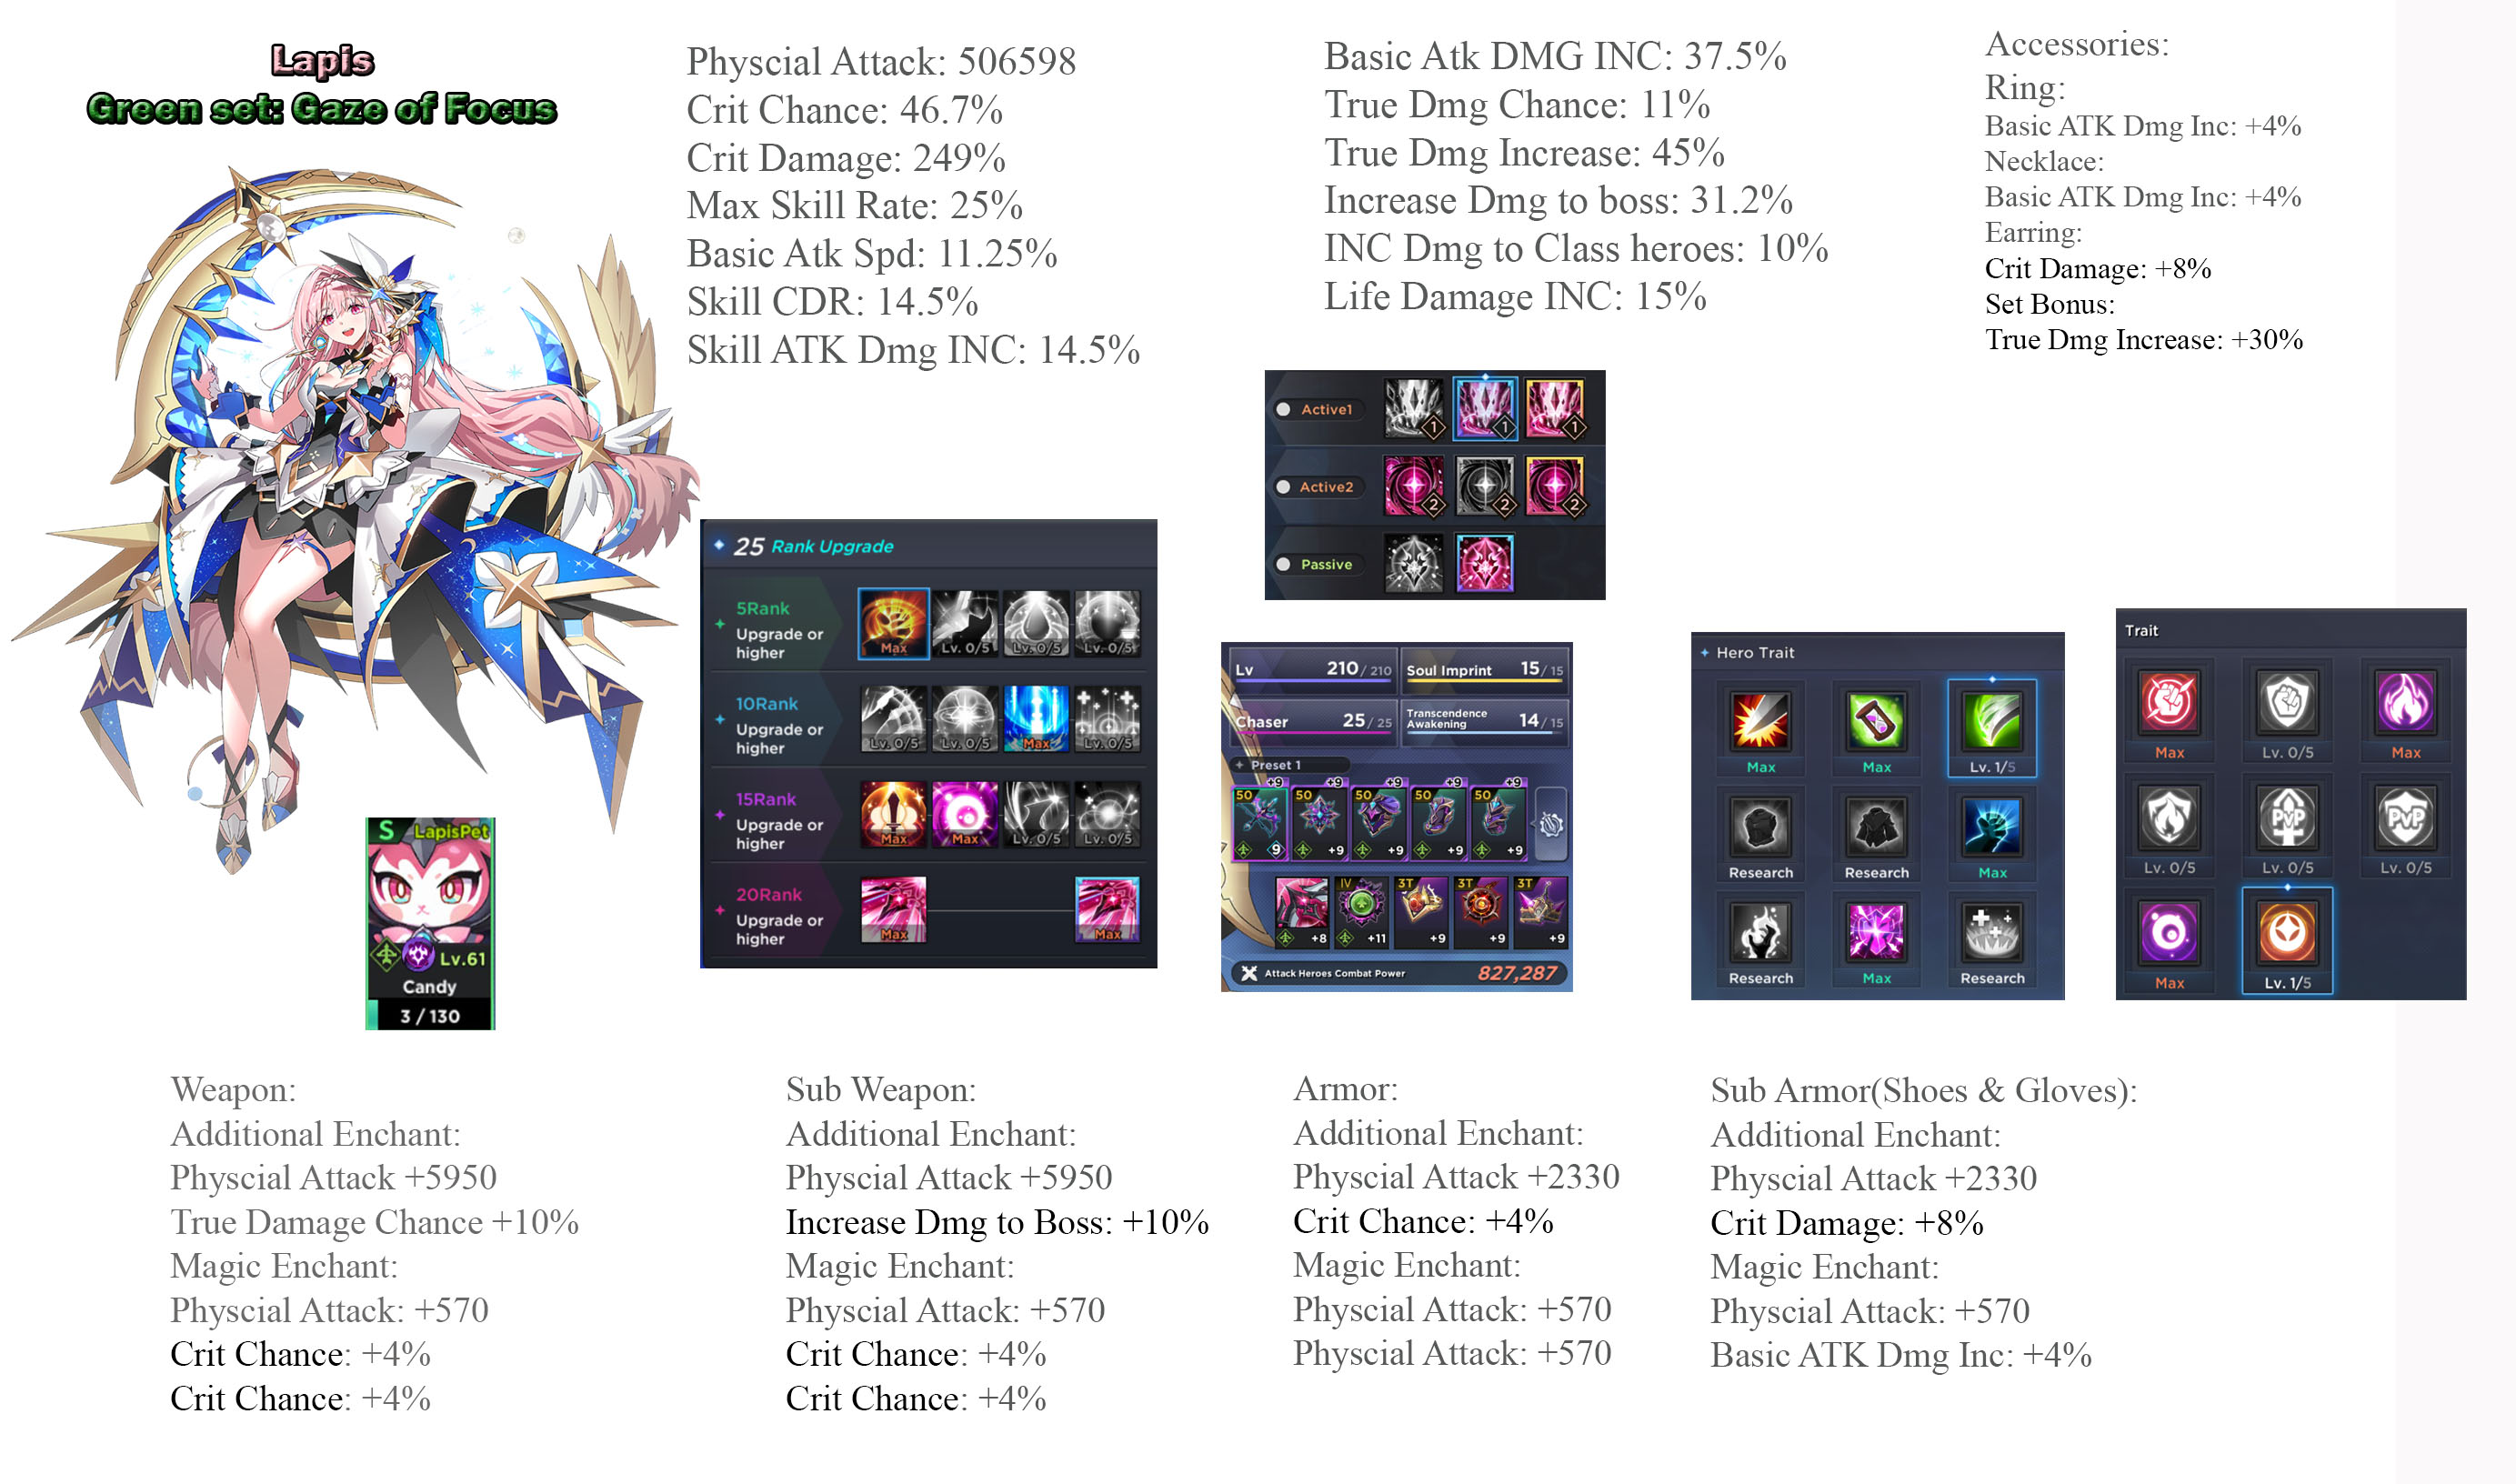 Lapis
Green set: Gaze of Focus
Physcial Attack: 506598
Crit Chance: 46.7%
Crit Damage: 249%
Max Skill Rate: 25%
Basic Atk Spd: 11.25%
Skill CDR: 14.5%
Skill ATK Dmg INC: 14.5%
Basic Atk DMG INC: 37.5%
True Dmg Chance: 11%
True Dmg Increase: 45%
Increase Dmg to boss: 31.2%
INC Dmg to Class heroes: 10%
Life Damage INC: 15%
Accessories:
Ring:
Basic ATK Dmg Inc: +4%
Necklace:
Basic ATK Dmg Inc: +4%
Earring:
Crit Damage: +8%
Set Bonus:
True Dmg Increase: +30%
Active1
1
1
1
Active2
2
2
2
Passive
25 Rank Upgrade
5Rank
Upgrade or
higher
Max
Lv. 0/5
Lv. 0/5
Lv. 0/5
10Rank
Upgrade or
higher
Lv. 0/5
Lv. 0/5
Max
Lv. 0/5
15Rank
Upgrade or
higher
Max
Max
Lv. 0/5
Lv. 0/5
20Rank
Upgrade or
higher
Max
Max
Lv 210/210
Soul Imprint 15/15
Chaser 25/25
Transcendence
Awakening 14/15
Preset 1
+9 +9 +9 +9 +9
50 50 50 50 50
9 +9 +9 +9 +9
IV 3T 3T 3T
+8 +11 +9 +9 +9
Attack Heroes Combat Power 827,287
Hero Trait
Max
Max
Lv. 1/5
Research
Research
Max
Research
Max
Research
Trait
Max
Lv. 0/5
Max
Lv. 0/5
PvP
Lv. 0/5
PvP
Lv. 0/5
Max
Lv. 1/5
S LapisPet
Lv.61
Candy
3 / 130
Weapon:
Additional Enchant:
Physcial Attack +5950
True Damage Chance +10%
Magic Enchant:
Physcial Attack: +570
Crit Chance: +4%
Crit Chance: +4%
Sub Weapon:
Additional Enchant:
Physcial Attack +5950
Increase Dmg to Boss: +10%
Magic Enchant:
Physcial Attack: +570
Crit Chance: +4%
Crit Chance: +4%
Armor:
Additional Enchant:
Physcial Attack +2330
Crit Chance: +4%
Magic Enchant:
Physcial Attack: +570
Physcial Attack: +570
Sub Armor(Shoes & Gloves):
Additional Enchant:
Physcial Attack +2330
Crit Damage: +8%
Magic Enchant:
Physcial Attack: +570
Basic ATK Dmg Inc: +4%